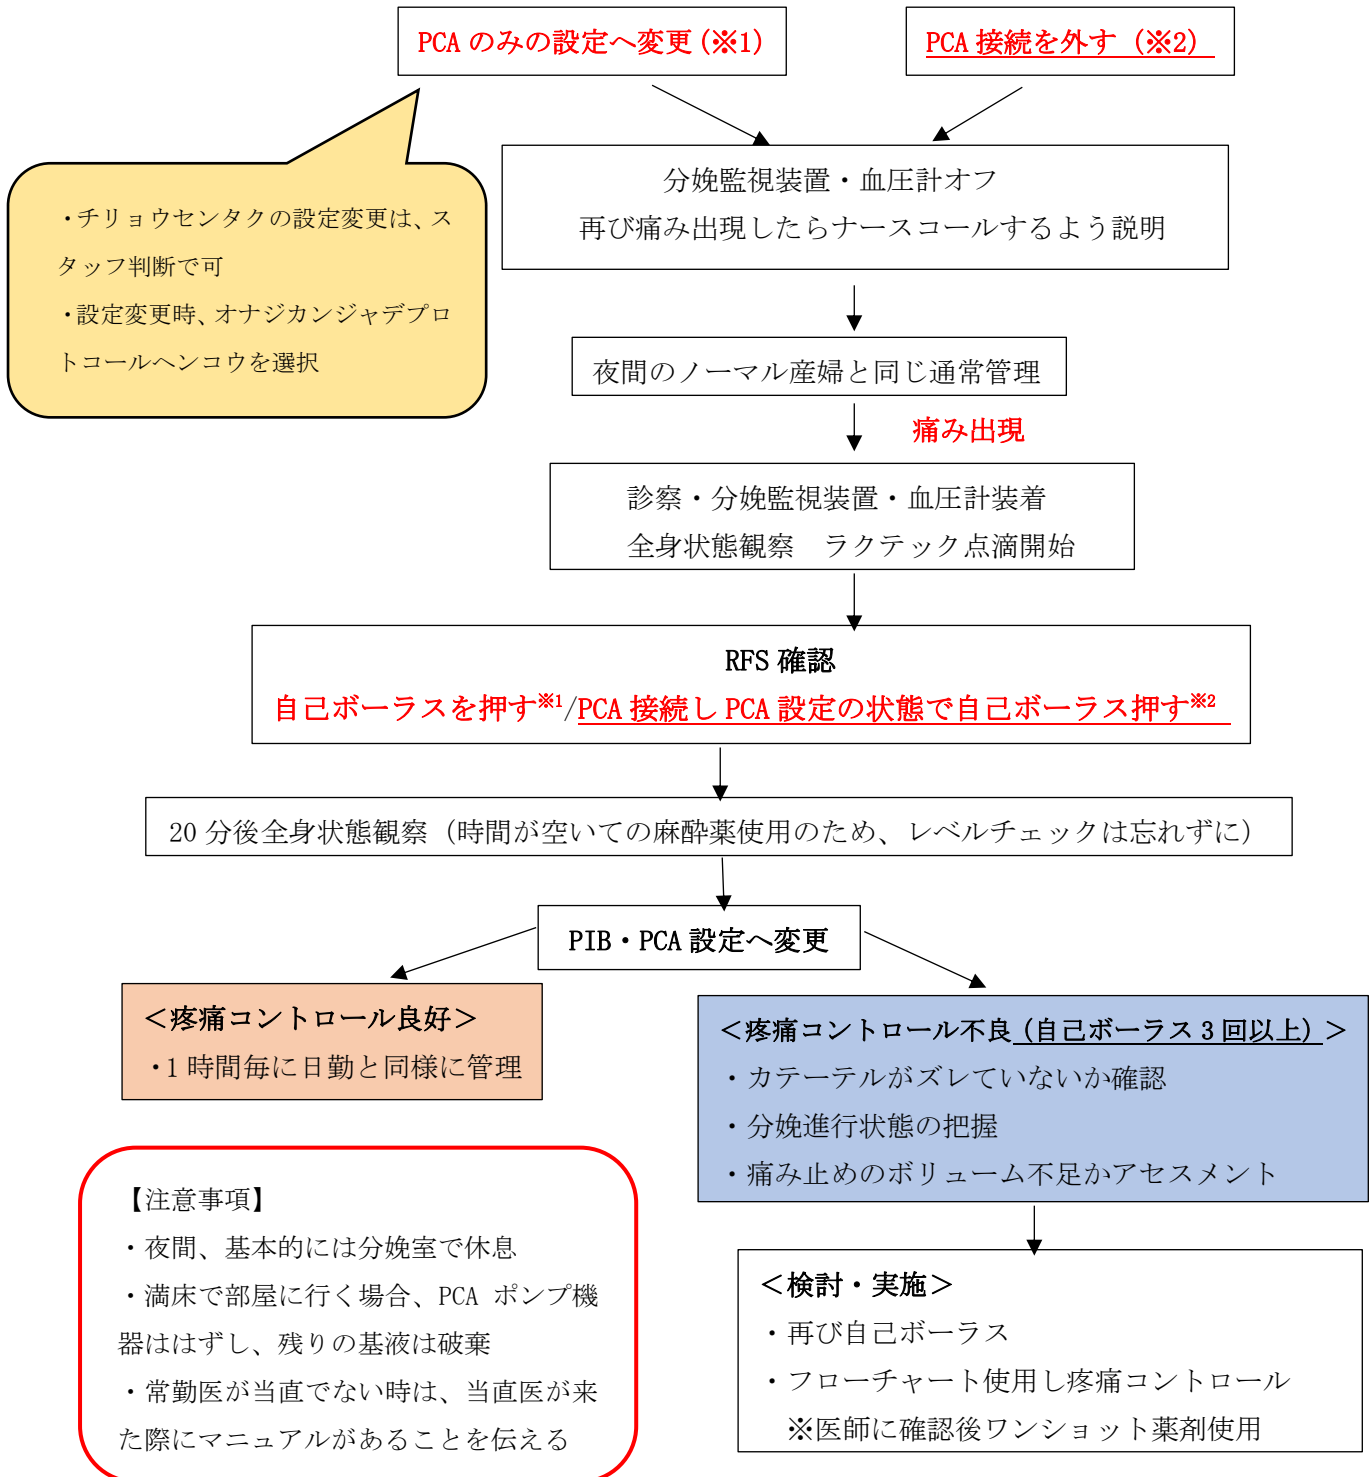 PCAのみの設定へ変更(※1)
PCA接続を外す(※2)
・チリョウセンタクの設定変更は、ス
タッフ判断で可
・設定変更時、オナジカンジャデプロ
トコールヘンコウを選択
分娩監視装置・血圧計オフ
再び痛み出現したらナースコールするよう説明
夜間のノーマル産婦と同じ通常管理
痛み出現
診察・分娩監視装置・血圧計装着
全身状態観察　ラクテック点滴開始
RFS確認
自己ボーラスを押す※1/PCA接続しPCA設定の状態で自己ボーラス押す※2
20分後全身状態観察(時間が空いての麻酔薬使用のため、レベルチェックは忘れずに)
PIB・PCA設定へ変更
＜疼痛コントロール良好＞
・1時間毎に日勤と同様に管理
＜疼痛コントロール不良(自己ボーラス3回以上)＞
・カテーテルがズレていないか確認
・分娩進行状態の把握
・痛み止めのボリューム不足かアセスメント
【注意事項】
・夜間、基本的には分娩室で休息
・満床で部屋に行く場合、PCA ポンプ機
器ははずし、残りの基液は破棄
・常勤医が当直でない時は、当直医が来
た際にマニュアルがあることを伝える
＜検討・実施＞
・再び自己ボーラス
・フローチャート使用し疼痛コントロール
※医師に確認後ワンショット薬剤使用